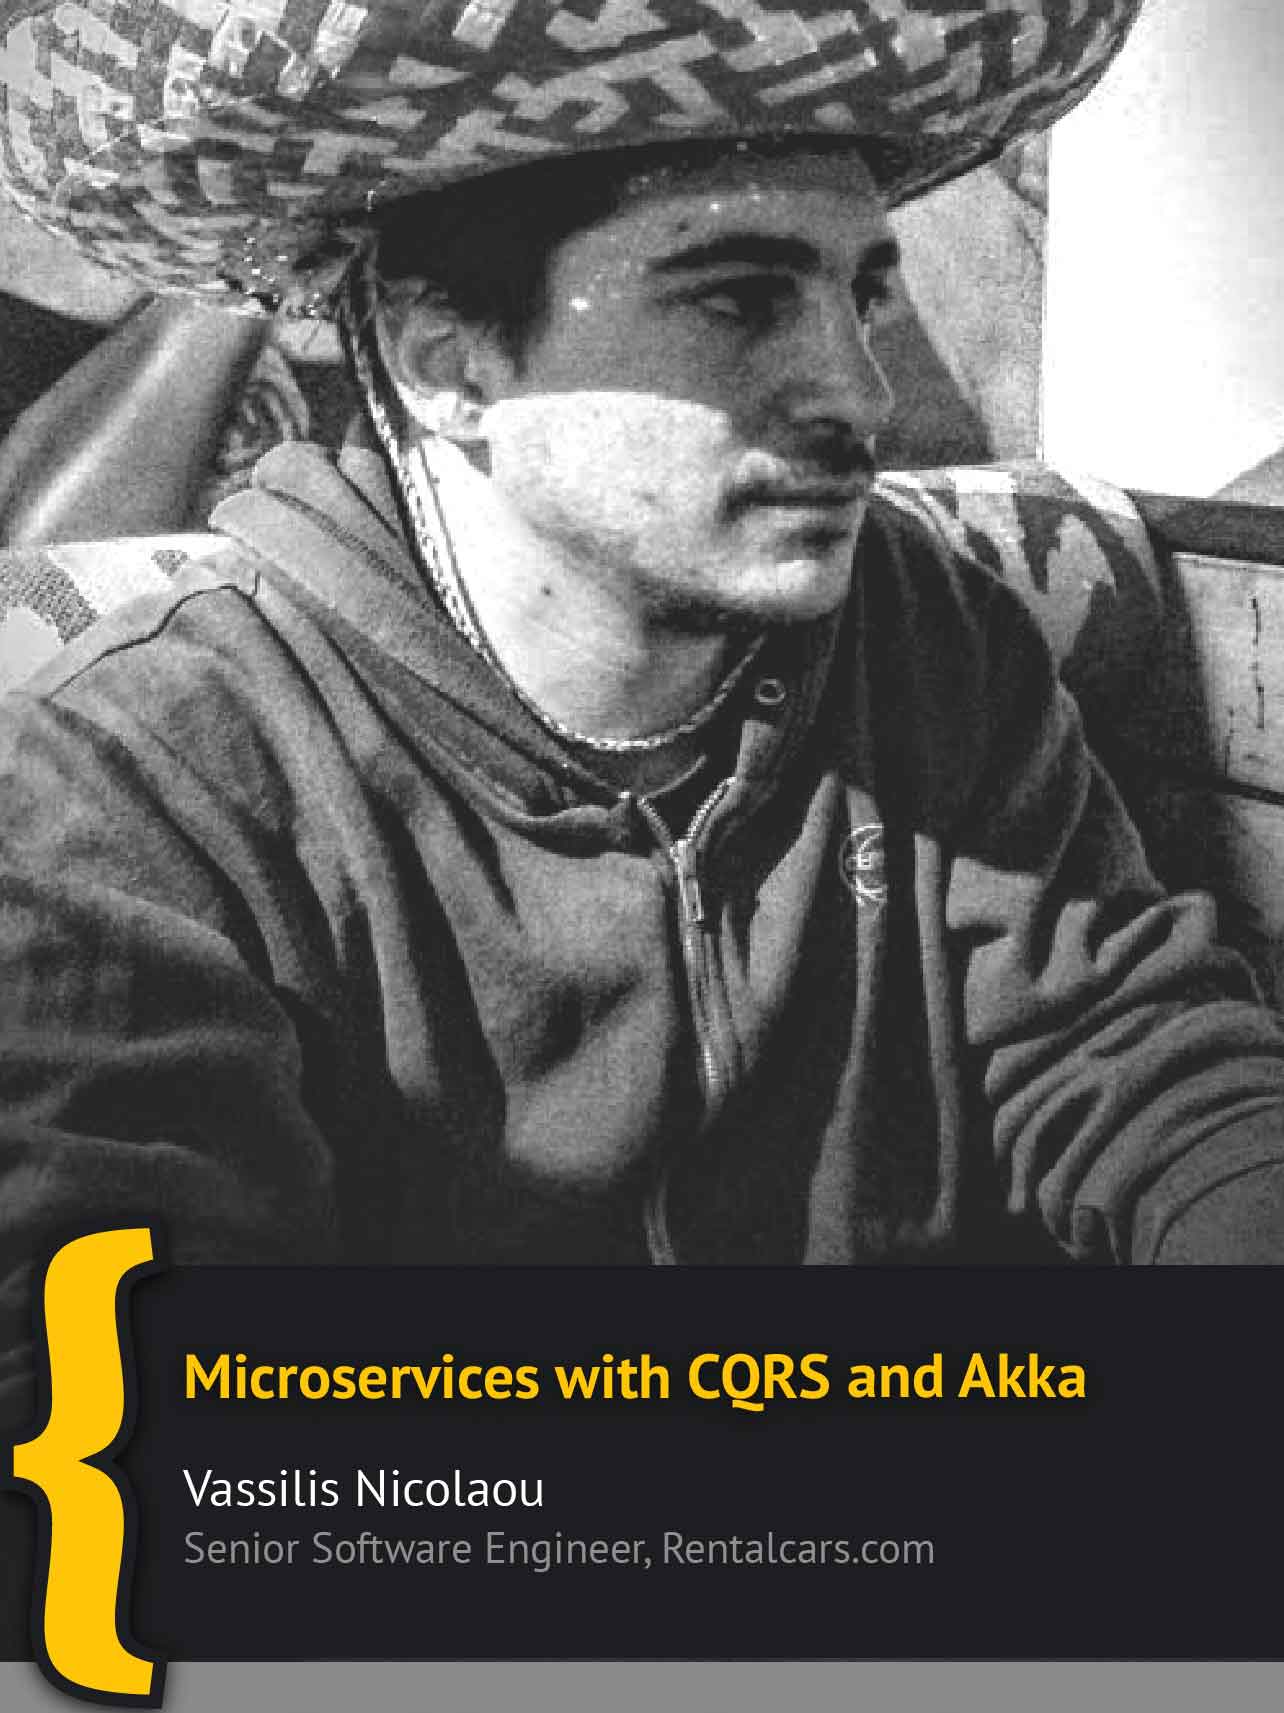 Microservices with CQRS and Akka
Vassilis Nicolaou
Senior Software Engineer, Rentalcars.com